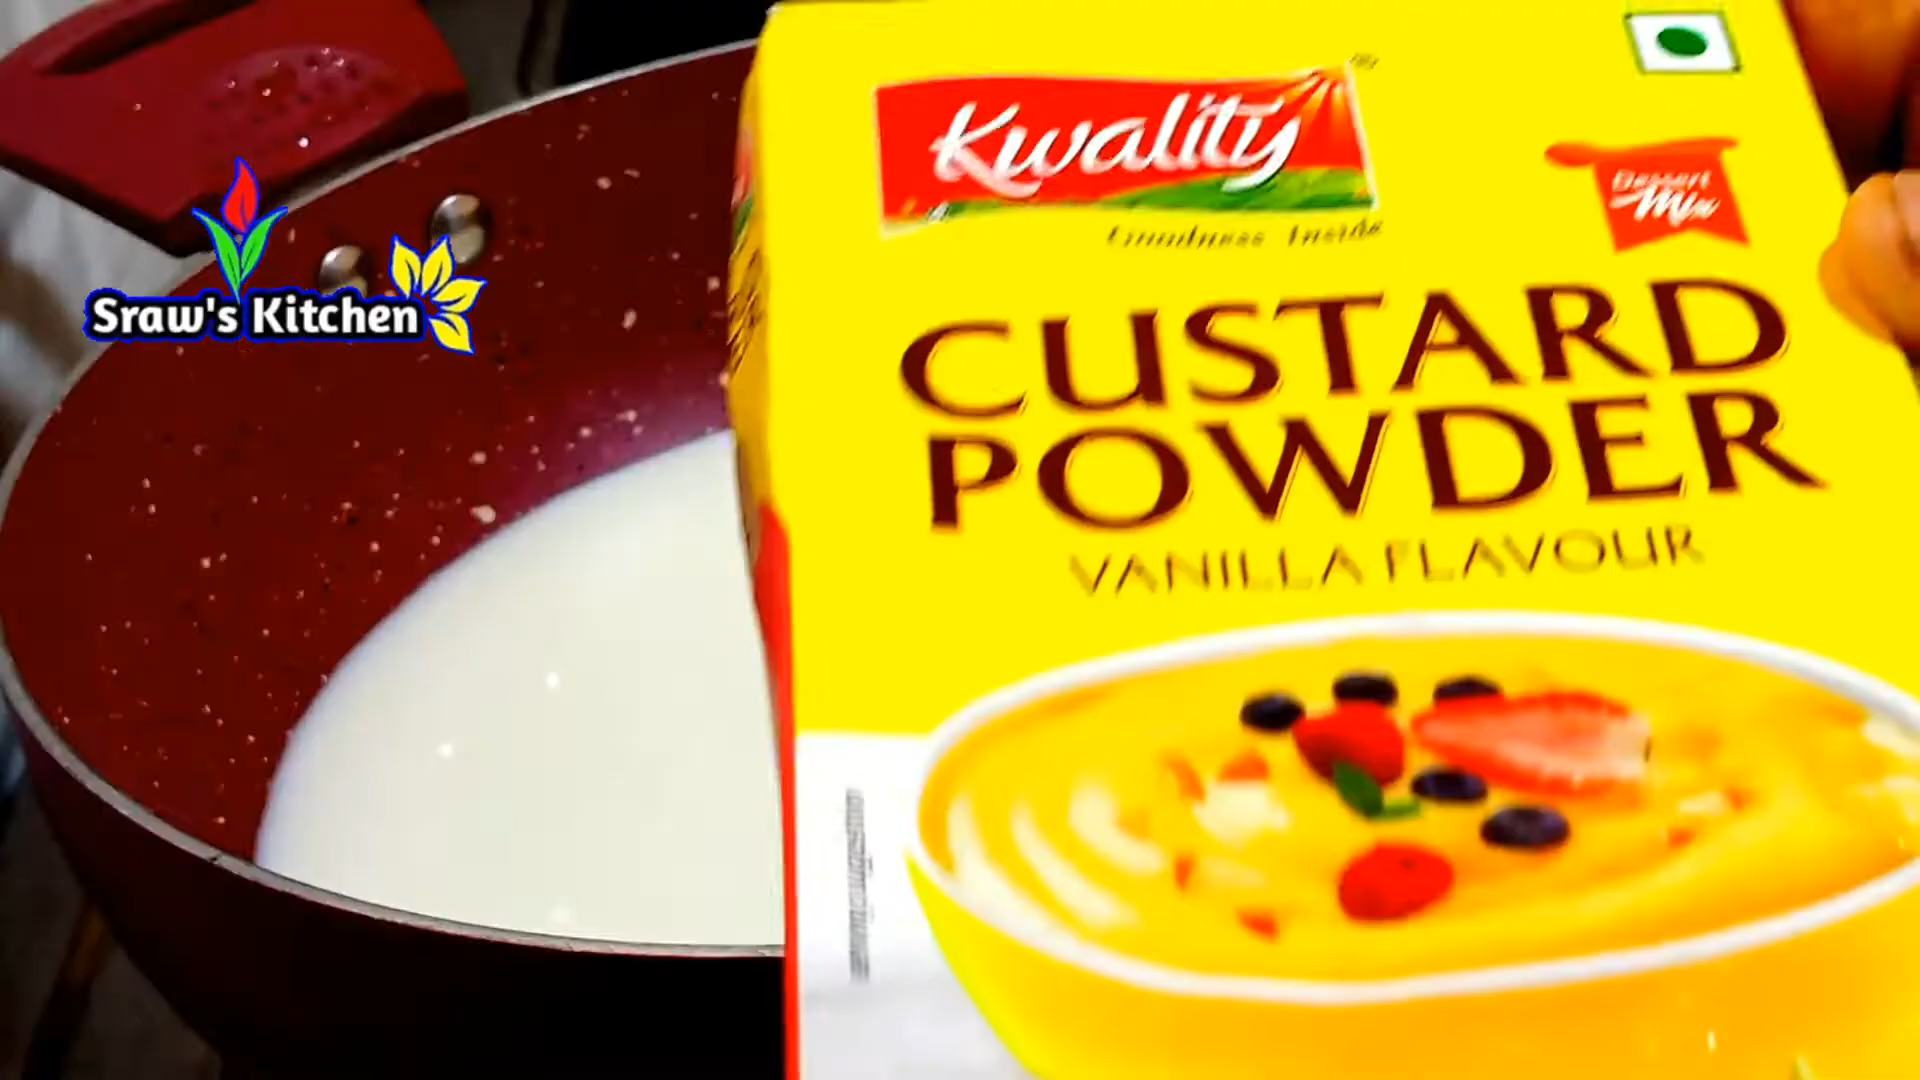 Sraw's Kitchen
Kwality
Goodness Inside
Dessert
Mix
CUSTARD
POWDER
VANILLA FLAVOUR